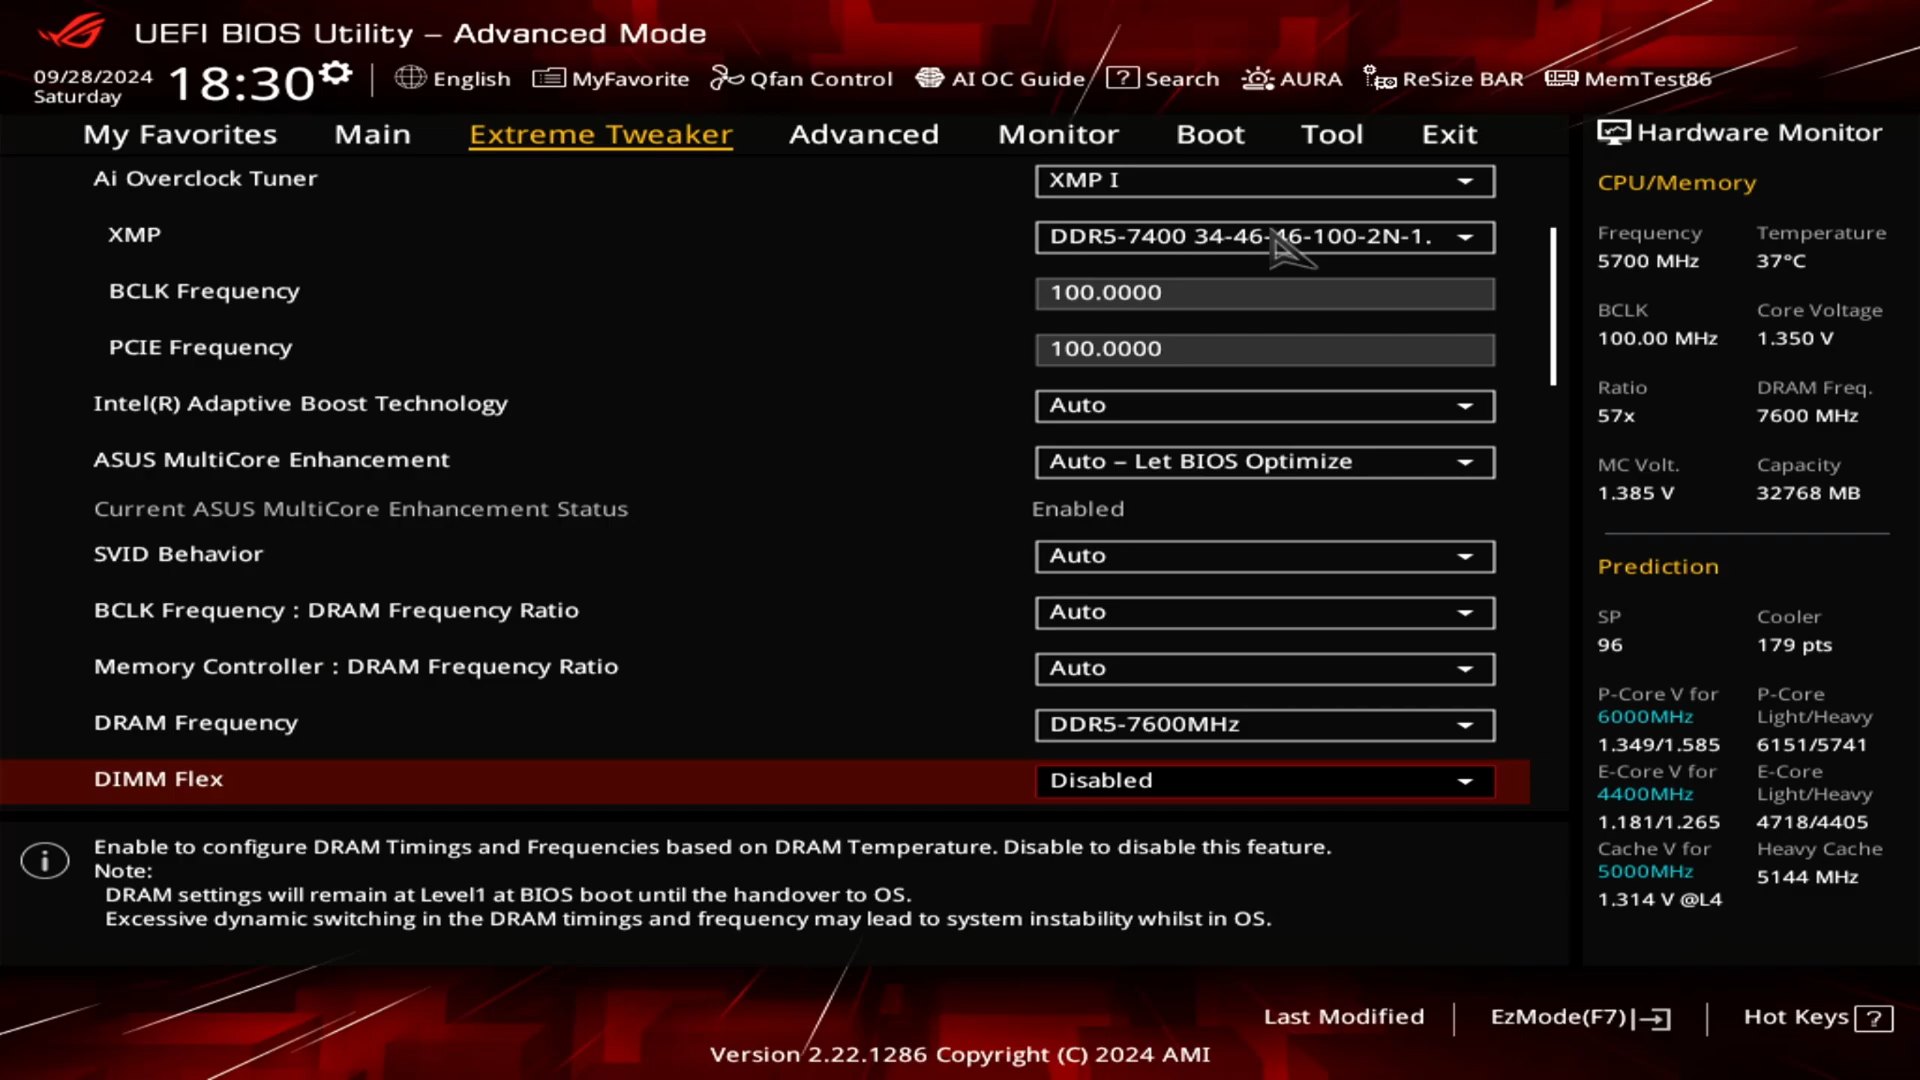 UEFI BIOS Utility – Advanced Mode
09/28/2024
Saturday
18:30
English
MyFavorite
Qfan Control
AI OC Guide
? Search
AURA
ReSize BAR
MemTest86
My Favorites
Main
Extreme Tweaker
Advanced
Monitor
Boot
Tool
Exit
Ai Overclock Tuner
XMP I
XMP
DDR5-7400 34-46-46-100-2N-1.
BCLK Frequency
100.0000
PCIE Frequency
100.0000
Intel(R) Adaptive Boost Technology
Auto
ASUS MultiCore Enhancement
Auto – Let BIOS Optimize
Current ASUS MultiCore Enhancement Status
Enabled
SVID Behavior
Auto
BCLK Frequency : DRAM Frequency Ratio
Auto
Memory Controller : DRAM Frequency Ratio
Auto
DRAM Frequency
DDR5-7600MHz
DIMM Flex
Disabled
Enable to configure DRAM Timings and Frequencies based on DRAM Temperature. Disable to disable this feature.
Note:
DRAM settings will remain at Level1 at BIOS boot until the handover to OS.
Excessive dynamic switching in the DRAM timings and frequency may lead to system instability whilst in OS.
Hardware Monitor
CPU/Memory
Frequency Temperature
5700 MHz 37°C
BCLK Core Voltage
100.00 MHz 1.350 V
Ratio DRAM Freq.
57x 7600 MHz
MC Volt. Capacity
1.385 V 32768 MB
Prediction
SP Cooler
96 179 pts
P-Core V for P-Core
6000MHz Light/Heavy
1.349/1.585 6151/5741
E-Core V for E-Core
4400MHz Light/Heavy
1.181/1.265 4718/4405
Cache V for Heavy Cache
5000MHz 5144 MHz
1.314 V @L4
Last Modified
EzMode(F7)
Hot Keys ?
Version 2.22.1286 Copyright (C) 2024 AMI